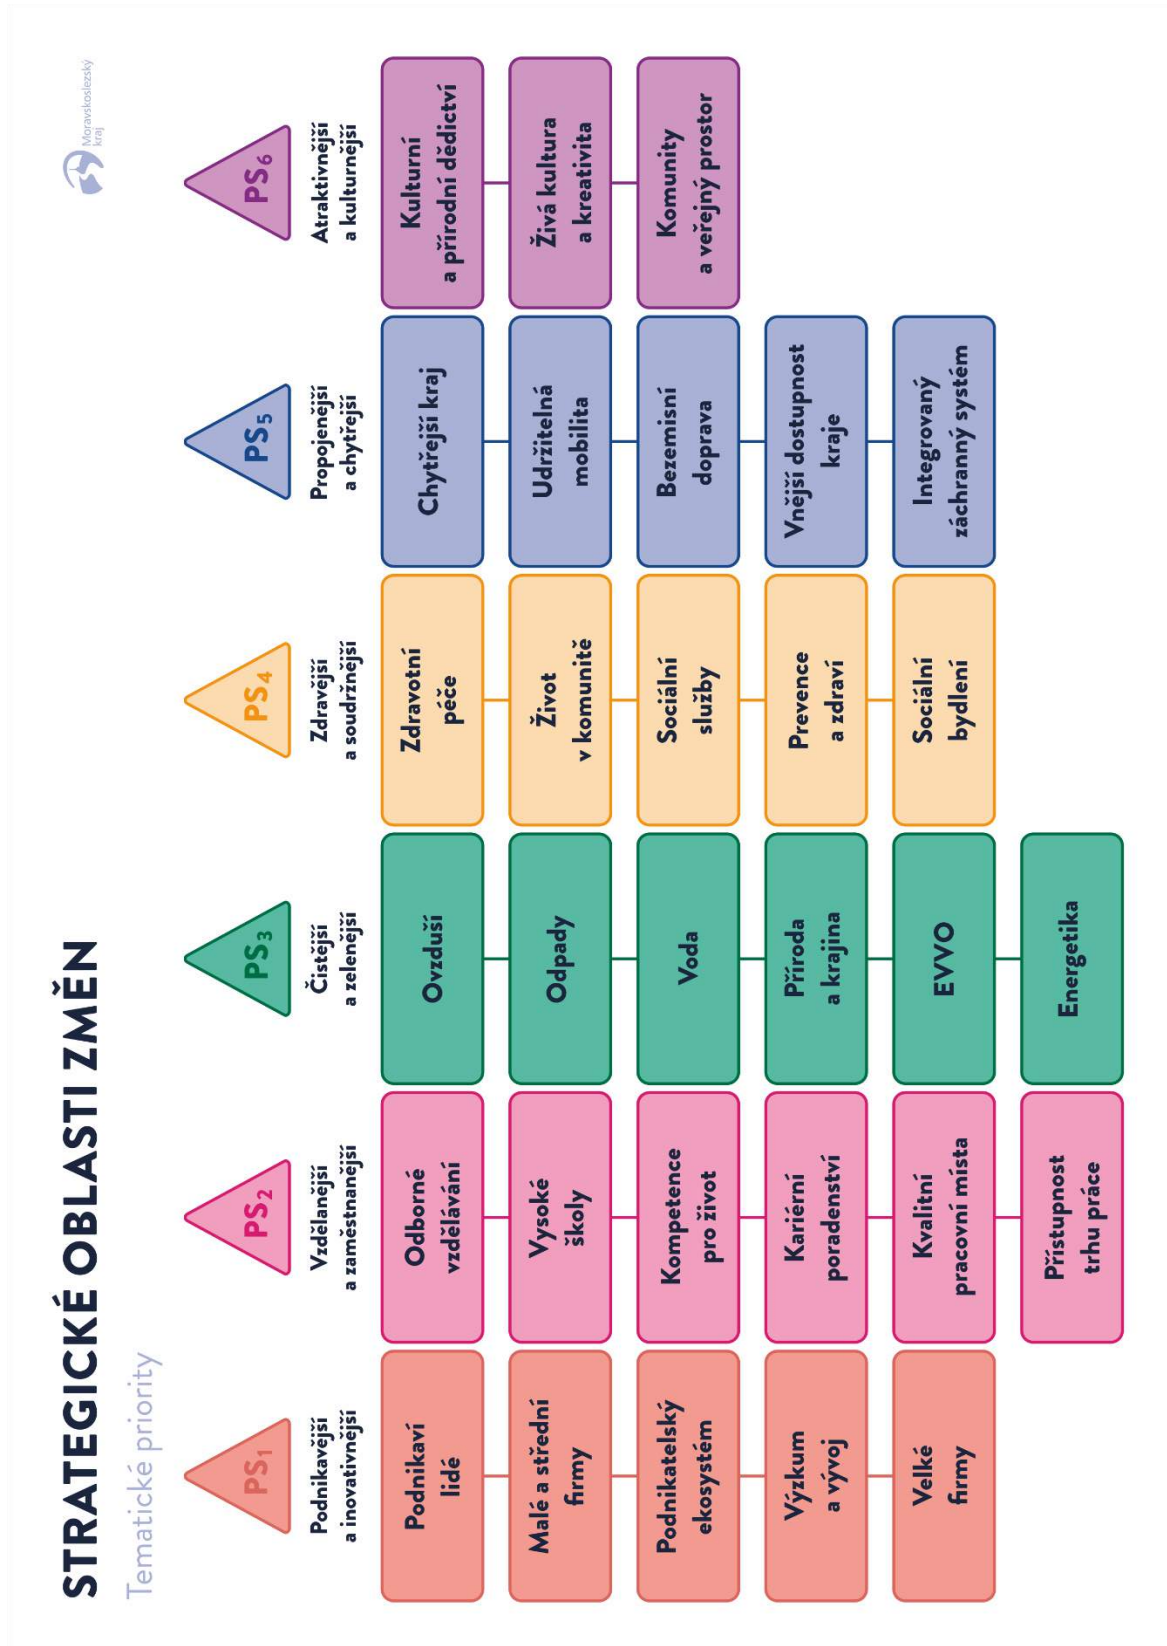 STRATEGICKÉ OBLASTI ZMĚN
Tematické priority
Moravskoslezský
kraj
PS1
Podnikavější
a inovativnější
Podnikaví
lidé
Malé a střední
firmy
Podnikatelský
ekosystém
Výzkum
a vývoj
Velké
firmy
PS2
Vzdělanější
a zaměstnanější
Odborné
vzdělávání
Vysoké
školy
Kompetence
pro život
Kariérní
poradenství
Kvalitní
pracovní místa
Přístupnost
trhu práce
PS3
Čistější
a zelenější
Ovzduší
Odpady
Voda
Příroda
a krajina
EVVO
Energetika
PS4
Zdravější
a soudržnější
Zdravotní
péče
Život
v komunitě
Sociální
služby
Prevence
a zdraví
Sociální
bydlení
PS5
Propojenější
a chytřejší
Chytřejší kraj
Udržitelná
mobilita
Bezemisní
doprava
Vnější dostupnost
kraje
Integrovaný
záchranný systém
PS6
Atraktivnější
a kulturnější
Kulturní
a přírodní dědictví
Živá kultura
a kreativita
Komunity
a veřejný prostor